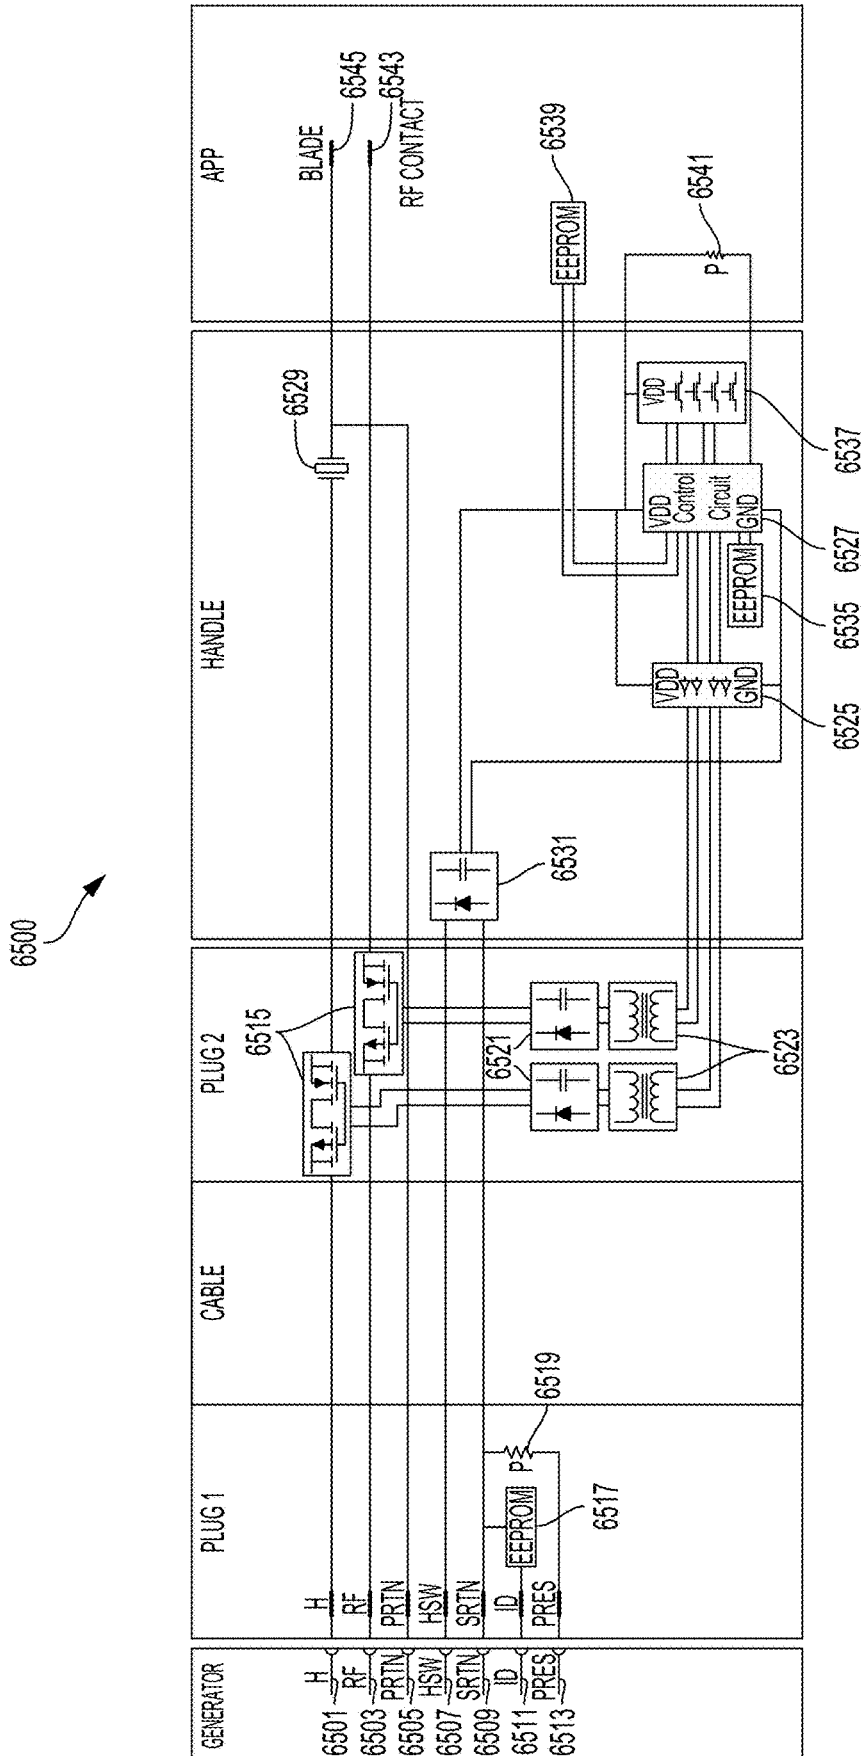 6500
GENERATOR
H
6501
RF
6503
PRTN
6505
HSW
6507
SRTN
6509
ID
6511
PRES
6513
PLUG 1
H
RF
PRTN
HSW
SRTN
ID
PRES
EEPROM
6517
P
6519
CABLE
PLUG 2
6515
6521
6523
HANDLE
6529
6531
VDD
GND
6525
EEPROM
6535
VDD
Control
Circuit
GND
6527
VDD
6537
APP
BLADE
6545
6543
RF CONTACT
EEPROM
6539
P
6541